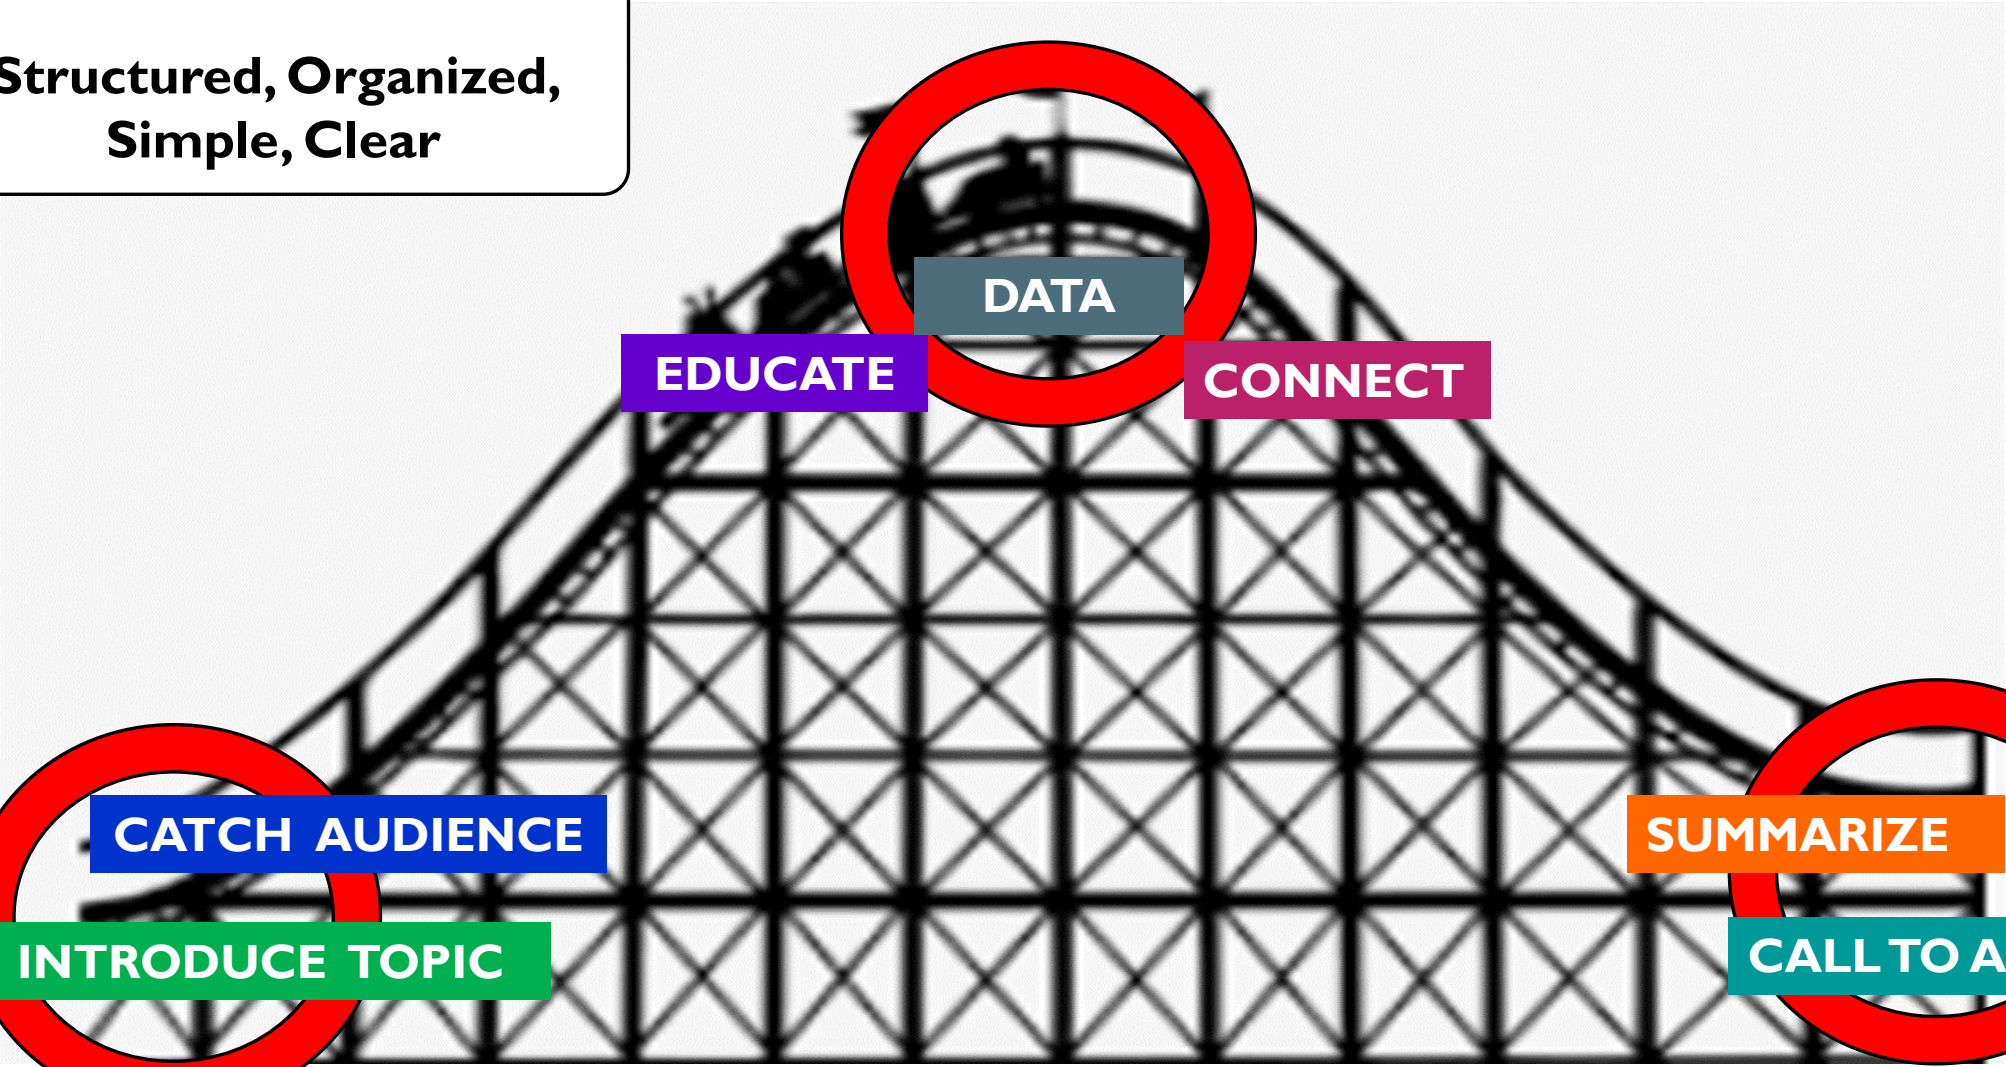 Structured, Organized,
Simple, Clear
DATA
EDUCATE
CONNECT
CATCH AUDIENCE
SUMMARIZE
INTRODUCE TOPIC
CALL TO A